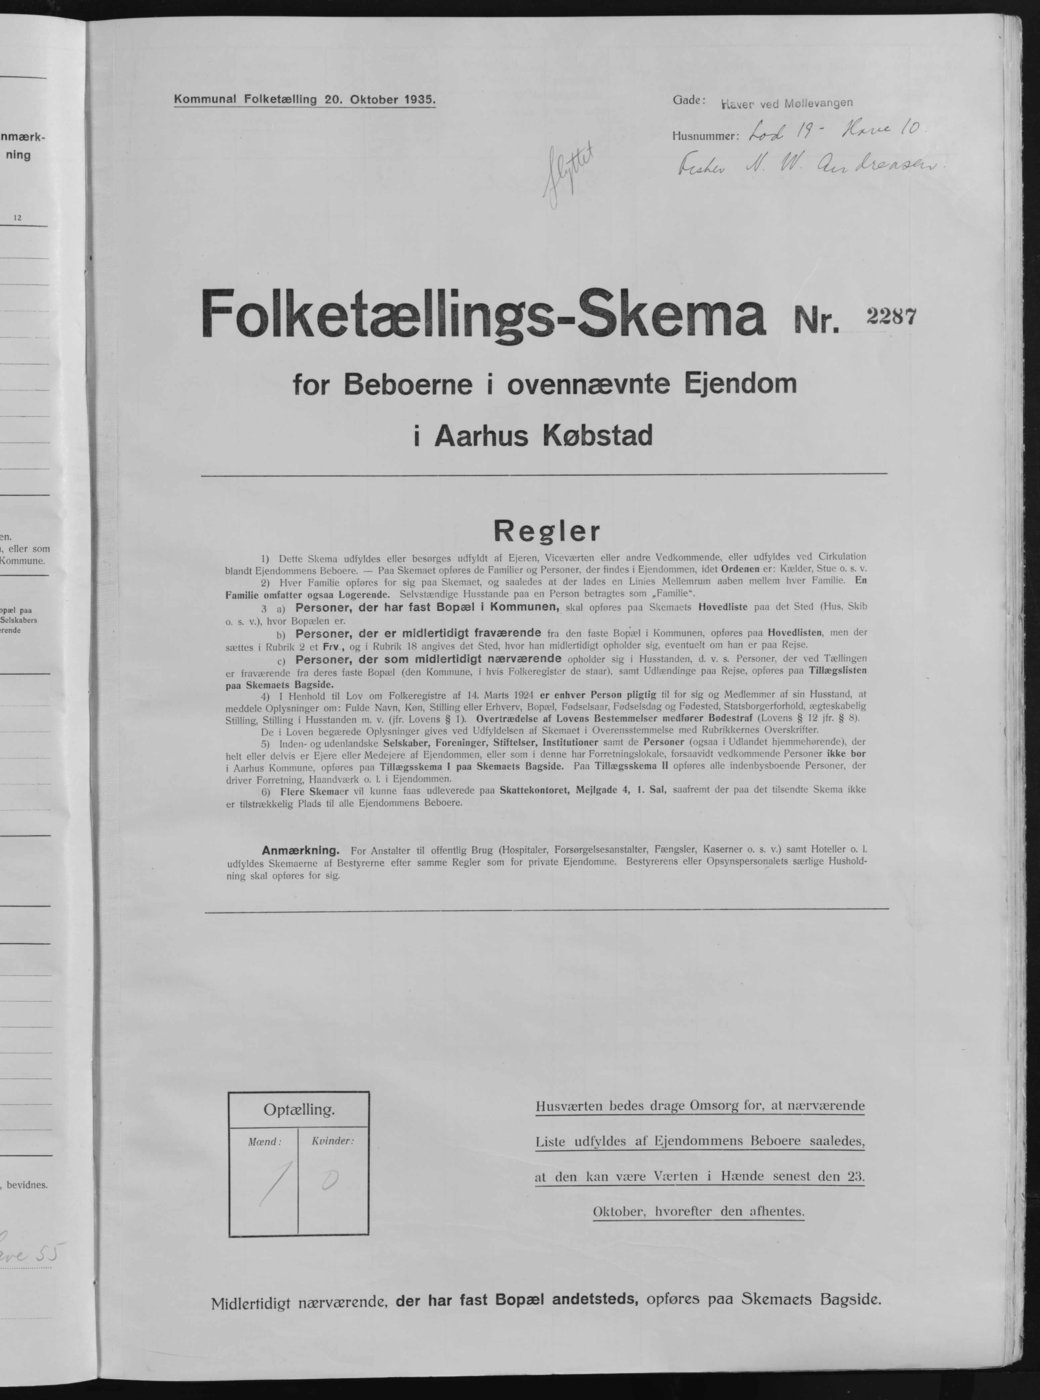 nmærk-
ning
12
en.
, eller som
Kommune.
opæl paa
Selskabers
rende
, bevidnes.
ave 55
Kommunal Folketælling 20. Oktober 1935.
Gade: Haver ved Møllevangen
Husnummer: Lod 19 - Have 10.
flyttet
N. W. Andreasen.
Folketællings-Skema Nr. 2287
for Beboerne i ovennævnte Ejendom
i Aarhus Købstad
Regler
1) Dette Skema udfyldes eller besørges udfyldt af Ejeren, Viceværten eller andre Vedkommende, eller udfyldes ved Cirkulation
blandt Ejendommens Beboere. — Paa Skemaet opføres de Familier og Personer, der findes i Ejendommen, idet Ordenen er: Kælder, Stue o. s. v.
2) Hver Familie opføres for sig paa Skemaet, og saaledes at der lades en Linies Mellemrum aaben mellem hver Familie. En
Familie omfatter ogsaa Logerende. Selvstændige Husstande paa en Person betragtes som „Familie“.
3 a) Personer, der har fast Bopæl i Kommunen, skal opføres paa Skemaets Hovedliste paa det Sted (Hus, Skib
o. s. v.), hvor Bopælen er.
b) Personer, der er midlertidigt fraværende fra den faste Bopæl i Kommunen, opføres paa Hovedlisten, men der
sættes i Rubrik 2 et Frv., og i Rubrik 18 angives det Sted, hvor han midlertidigt opholder sig, eventuelt om han er paa Rejse.
c) Personer, der som midlertidigt nærværende opholder sig i Husstanden, d. v. s. Personer, der ved Tællingen
er fraværende fra deres faste Bopæl (den Kommune, i hvis Folkeregister de staar), samt Udlændinge paa Rejse, opføres paa Tillægslisten
paa Skemaets Bagside.
4) I Henhold til Lov om Folkeregistre af 14. Marts 1924 er enhver Person pligtig til for sig og Medlemmer af sin Husstand, at
meddele Oplysninger om: Fulde Navn, Køn, Stilling eller Erhverv, Bopæl, Fødselsaar, Fødselsdag og Fødested, Statsborgerforhold, ægteskabelig
Stilling, Stilling i Husstanden m. v. (jfr. Lovens § 1). Overtrædelse af Lovens Bestemmelser medfører Bødestraf (Lovens § 12 jfr. § 8).
De i Loven begærede Oplysninger gives ved Udfyldelsen af Skemaet i Overensstemmelse med Rubrikkernes Overskrifter.
5) Inden- og udenlandske Selskaber, Foreninger, Stiftelser, Institutioner samt de Personer (ogsaa i Udlandet hjemmehørende), der
helt eller delvis er Ejere eller Medejere af Ejendommen, eller som i denne har Forretningslokale, forsaavidt vedkommende Personer ikke bor
i Aarhus Kommune, opføres paa Tillægsskema I paa Skemaets Bagside. Paa Tillægsskema II opføres alle indenbysboende Personer, der
driver Forretning, Haandværk o. l. i Ejendommen.
6) Flere Skemaer vil kunne faas udleverede paa Skattekontoret, Mejlgade 4, 1. Sal, saafremt der paa det tilsendte Skema ikke
er tilstrækkelig Plads til alle Ejendommens Beboere.
Anmærkning. For Anstalter til offentlig Brug (Hospitaler, Forsørgelsesanstalter, Fængsler, Kaserner o. s. v.) samt Hoteller o. l.
udfyldes Skemaerne af Bestyrerne efter samme Regler som for private Ejendomme. Bestyrerens eller Opsynspersonalets særlige Hushold-
ning skal opføres for sig.
Optælling.
Mænd: Kvinder:
1 0
Husværten bedes drage Omsorg for, at nærværende
Liste udfyldes af Ejendommens Beboere saaledes,
at den kan være Værten i Hænde senest den 23.
Oktober, hvorefter den afhentes.
Midlertidigt nærværende, der har fast Bopæl andetsteds, opføres paa Skemaets Bagside.